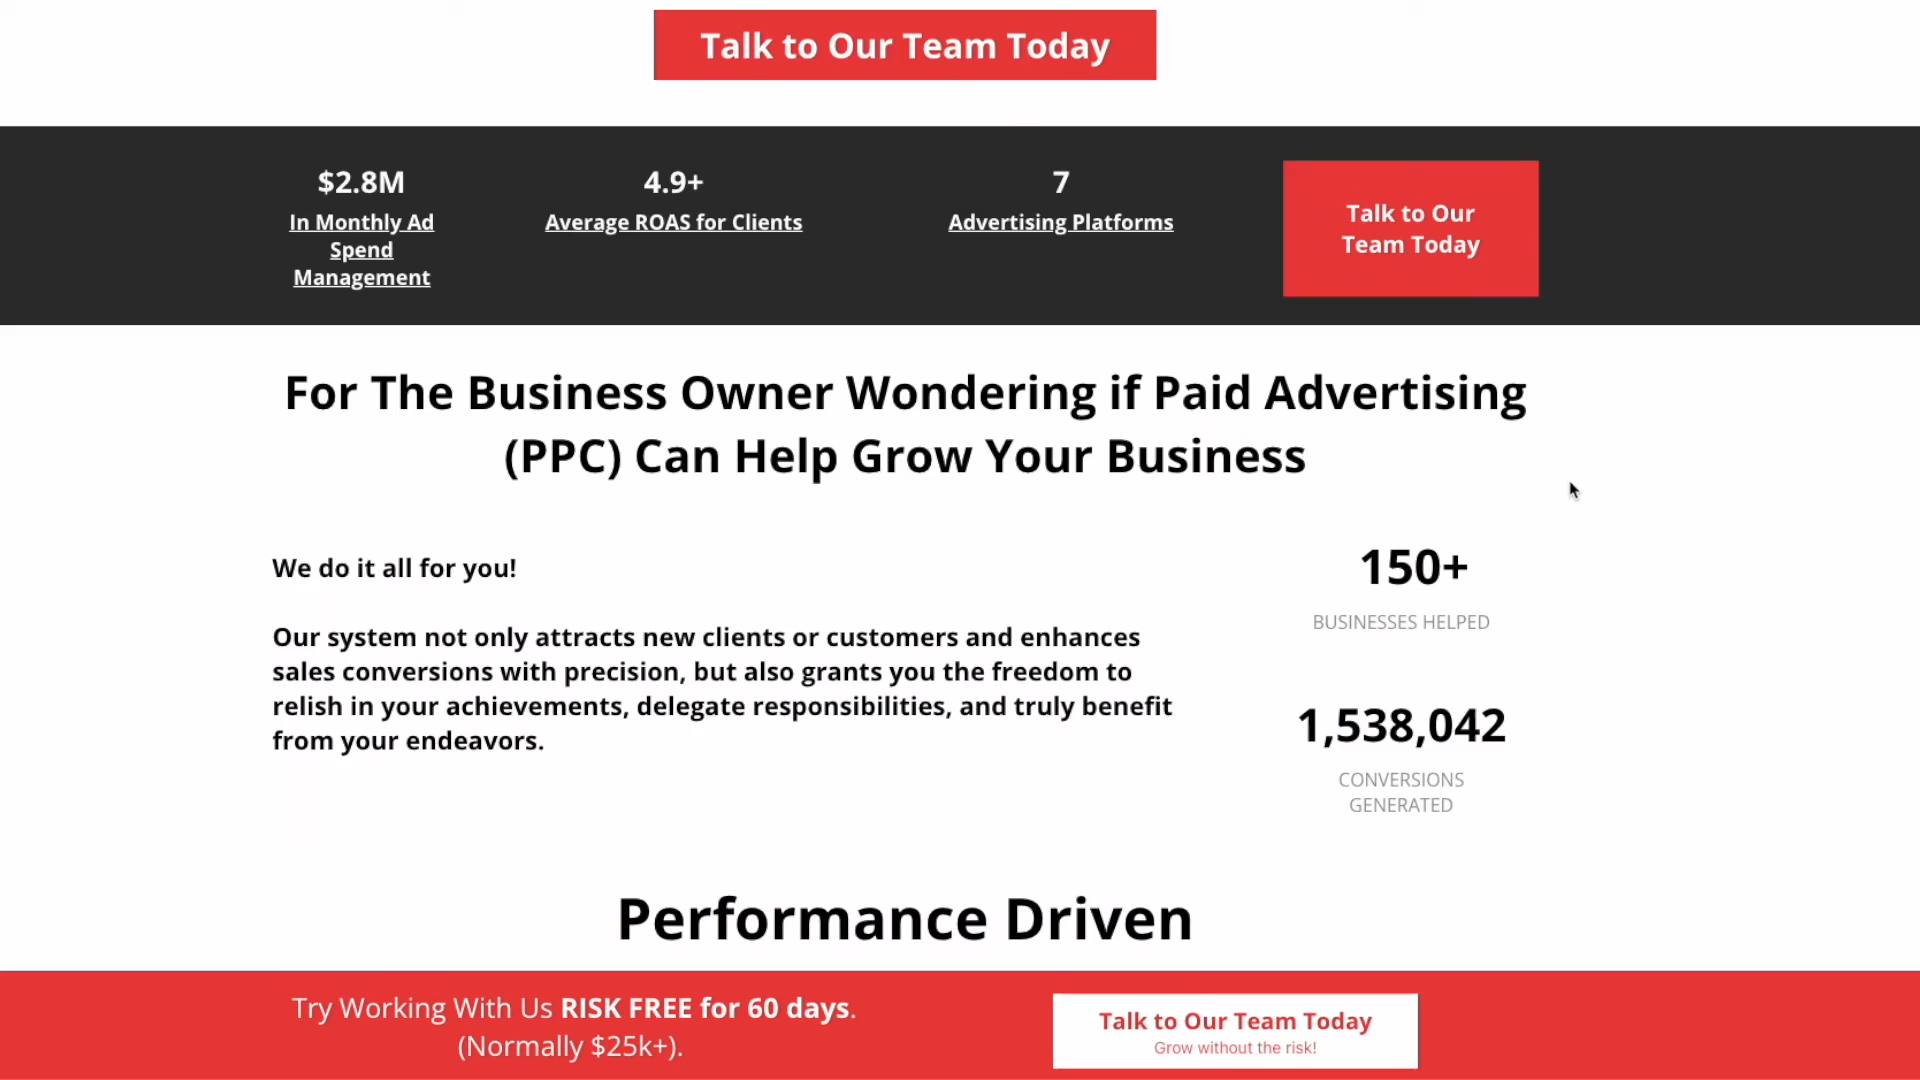 Talk to Our Team Today
$2.8M
In Monthly Ad
Spend
Management
4.9+
Average ROAS for Clients
7
Advertising Platforms
Talk to Our
Team Today
For The Business Owner Wondering if Paid Advertising
(PPC) Can Help Grow Your Business
We do it all for you!
Our system not only attracts new clients or customers and enhances
sales conversions with precision, but also grants you the freedom to
relish in your achievements, delegate responsibilities, and truly benefit
from your endeavors.
150+
BUSINESSES HELPED
1,538,042
CONVERSIONS
GENERATED
Performance Driven
Try Working With Us RISK FREE for 60 days.
(Normally $25k+).
Talk to Our Team Today
Grow without the risk!